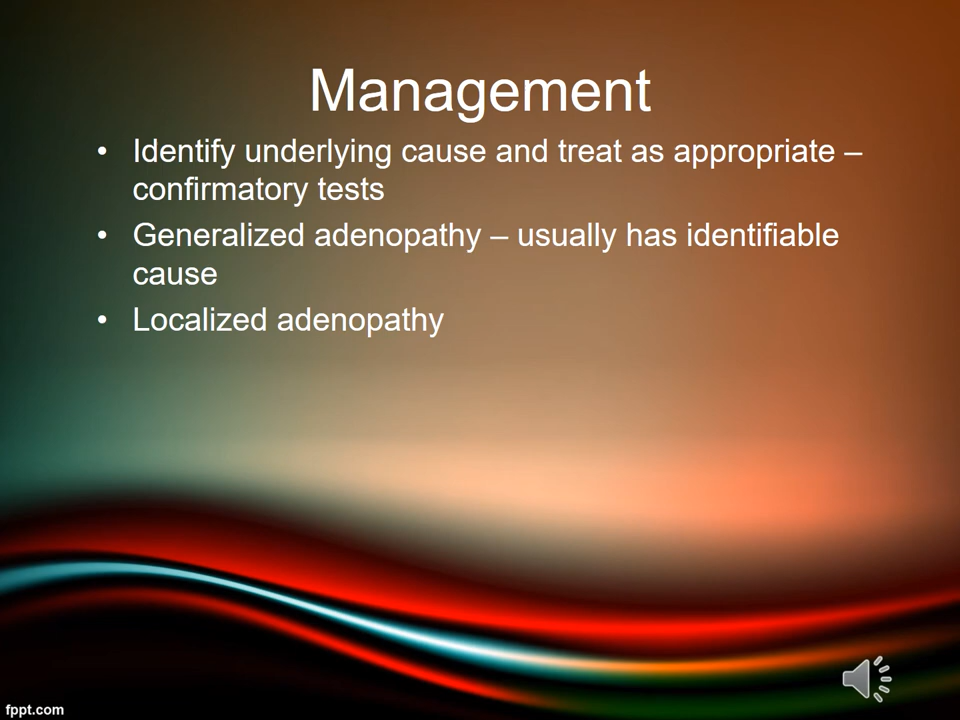 Management
• Identify underlying cause and treat as appropriate –
confirmatory tests
• Generalized adenopathy – usually has identifiable
cause
• Localized adenopathy
fppt.com